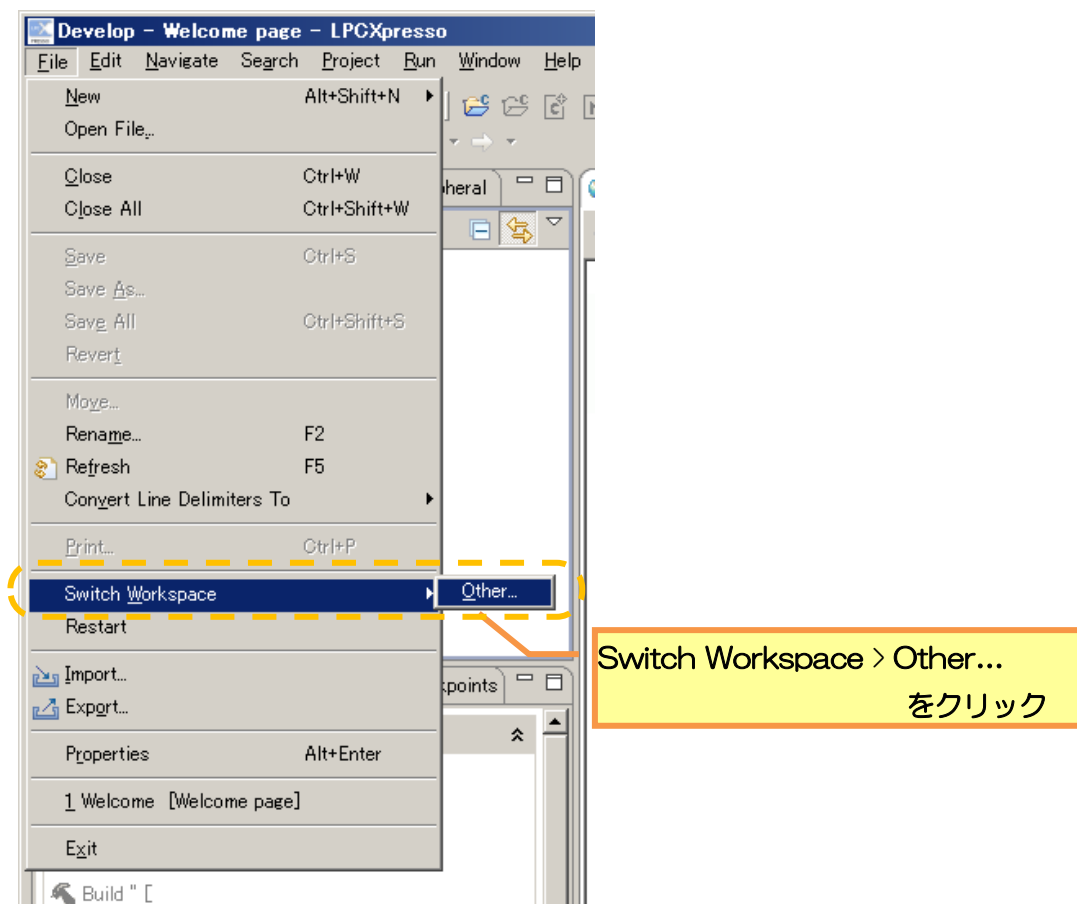 Develop - Welcome page - LPCXpresso
File Edit Navigate Search Project Run Window Help
New Alt+Shift+N
Open File...
Close Ctrl+W
Close All Ctrl+Shift+W
pheral
Save Ctrl+S
Save As...
Save All Ctrl+Shift+S
Revert
Move...
Rename... F2
Refresh F5
Convert Line Delimiters To
Print... Ctrl+P
Switch Workspace Other...
Restart
Switch Workspace > Other...
をクリック
Import...
kpoints
Export...
Properties Alt+Enter
1 Welcome [Welcome page]
Exit
Build '' [